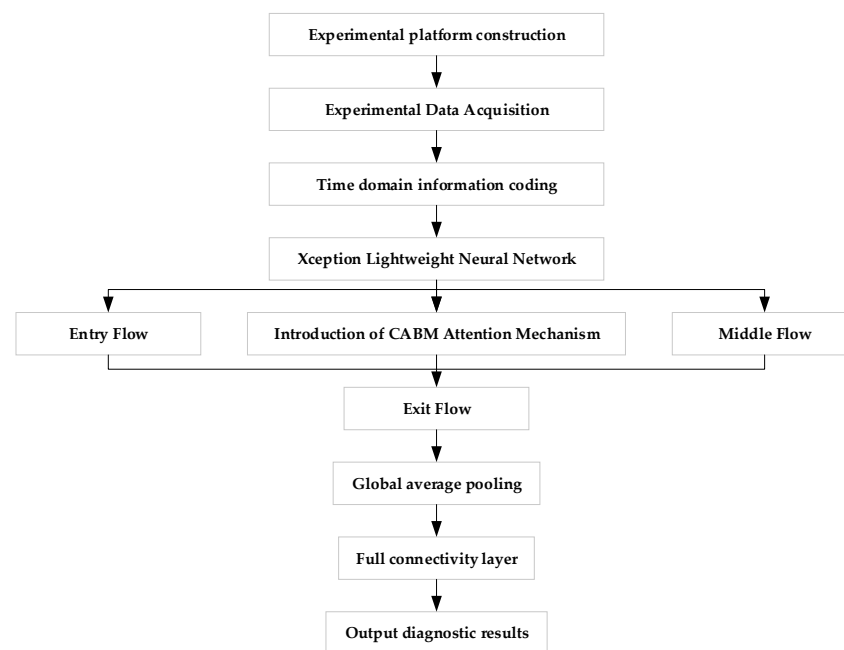 Experimental platform construction
Experimental Data Acquisition
Time domain information coding
Xception Lightweight Neural Network
Entry Flow
Introduction of CABM Attention Mechanism
Middle Flow
Exit Flow
Global average pooling
Full connectivity layer
Output diagnostic results